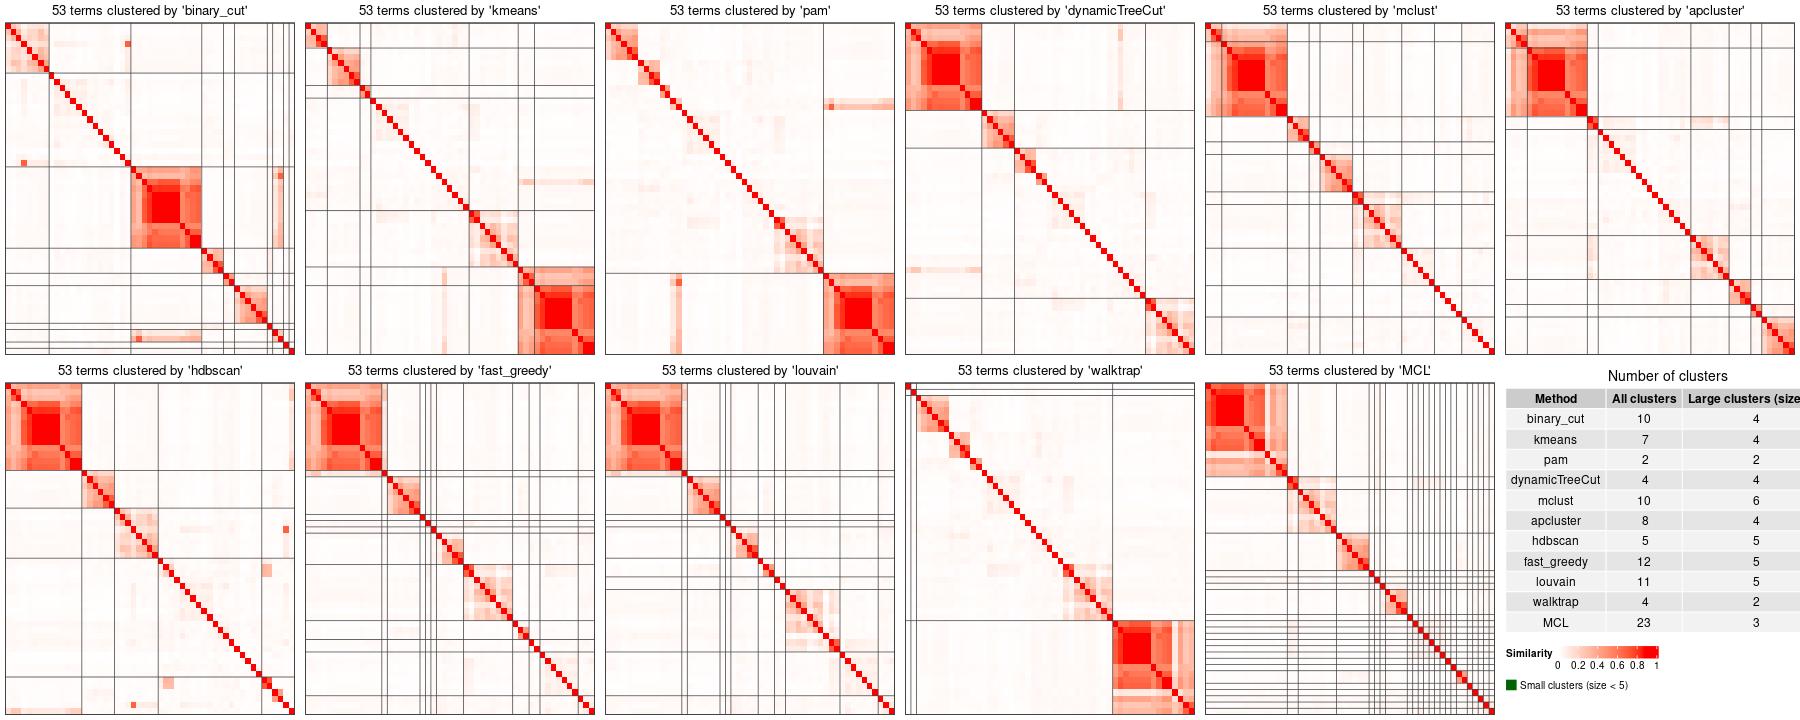 53 terms clustered by 'binary_cut'
53 terms clustered by 'kmeans'
53 terms clustered by 'pam'
53 terms clustered by 'dynamicTreeCut'
53 terms clustered by 'mclust'
53 terms clustered by 'apcluster'
53 terms clustered by 'hdbscan'
53 terms clustered by 'fast_greedy'
53 terms clustered by 'louvain'
53 terms clustered by 'walktrap'
53 terms clustered by 'MCL'
Number of clusters
Method All clusters Large clusters (size
binary_cut 10 4
kmeans 7 4
pam 2 2
dynamicTreeCut 4 4
mclust 10 6
apcluster 8 4
hdbscan 5 5
fast_greedy 12 5
louvain 11 5
walktrap 4 2
MCL 23 3
Similarity
0 0.2 0.4 0.6 0.8 1
Small clusters (size < 5)